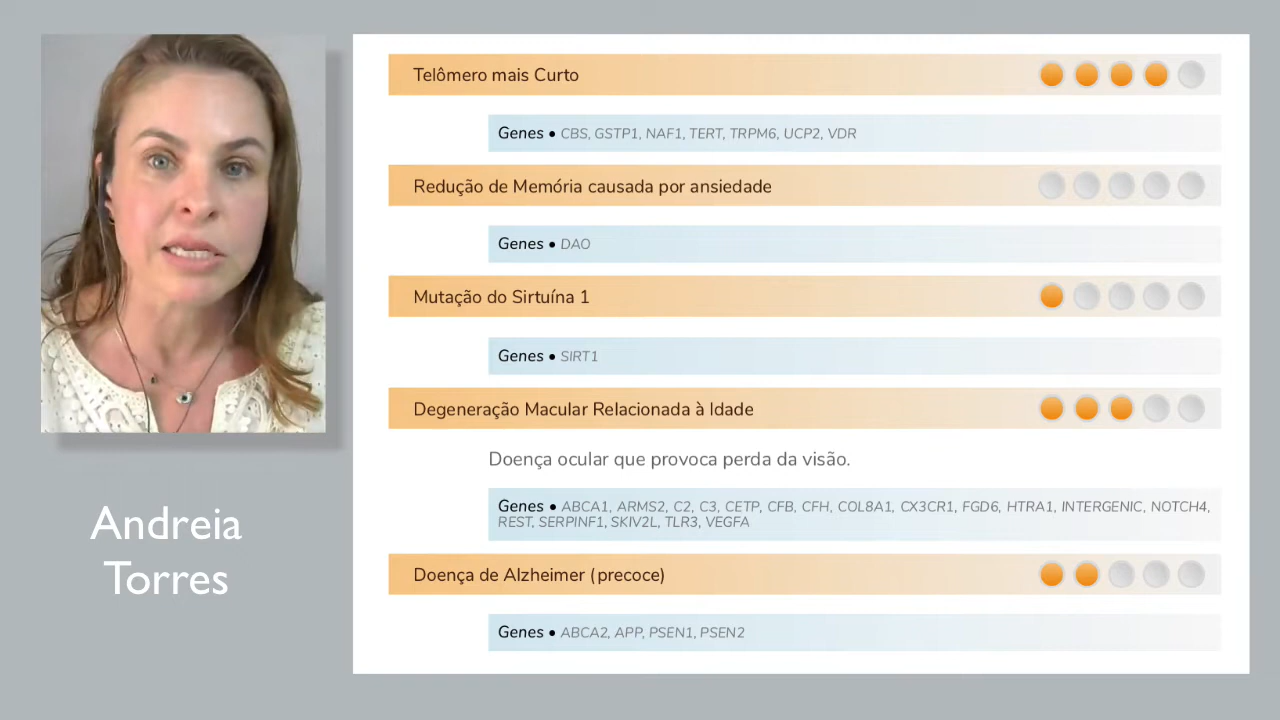 Andreia
Torres
Telômero mais Curto
Genes • CBS, GSTP1, NAF1, TERT, TRPM6, UCP2, VDR
Redução de Memória causada por ansiedade
Genes • DAO
Mutação do Sirtuína 1
Genes • SIRT1
Degeneração Macular Relacionada à Idade
Doença ocular que provoca perda da visão.
Genes • ABCA1, ARMS2, C2, C3, CETP, CFB, CFH, COL8A1, CX3CR1, FGD6, HTRA1, INTERGENIC, NOTCH4,
REST, SERPINF1, SKIV2L, TLR3, VEGFA
Doença de Alzheimer (precoce)
Genes • ABCA2, APP, PSEN1, PSEN2